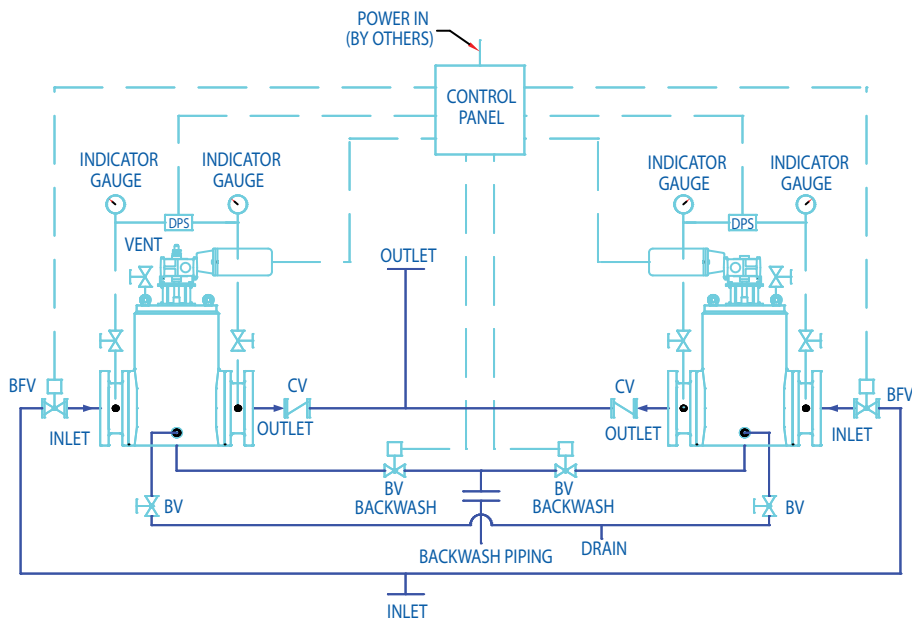 POWER IN
(BY OTHERS)
CONTROL
PANEL
INDICATOR
GAUGE
INDICATOR
GAUGE
INDICATOR
GAUGE
INDICATOR
GAUGE
DPS
DPS
VENT
OUTLET
BFV
CV
CV
BFV
INLET
OUTLET
OUTLET
INLET
BV
BACKWASH
BV
BACKWASH
BV
BV
BACKWASH PIPING
DRAIN
INLET